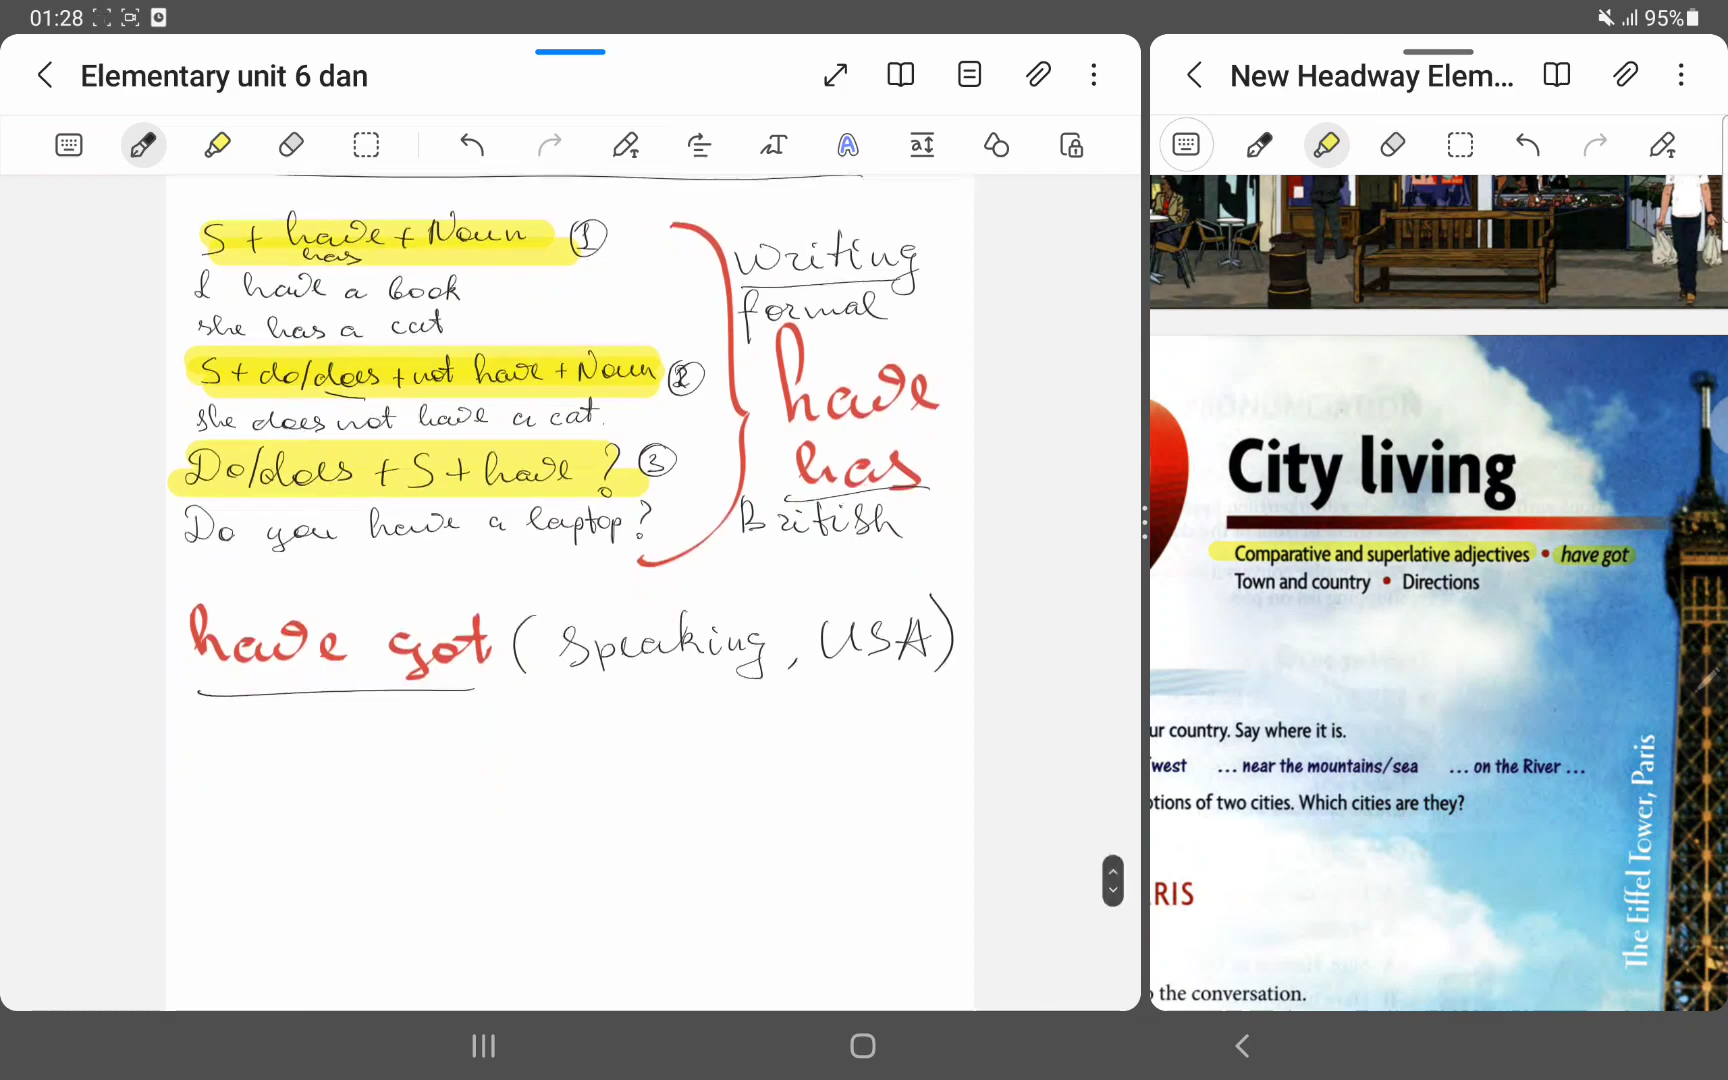 01:28
95%
Elementary unit 6 dan
S + have + Noun ①
has
I have a book
she has a cat
S + do/does + not have + Noun ②
she does not have a cat.
Do/does + S + have ? ③
Do you have a laptop?
writing
formal
have
has
British
have got ( speaking, USA)
New Headway Elem...
City living
Comparative and superlative adjectives • have got
Town and country • Directions
ur country. Say where it is.
west ... near the mountains/sea ... on the River ...
tions of two cities. Which cities are they?
The Eiffel Tower, Paris
RIS
the conversation.